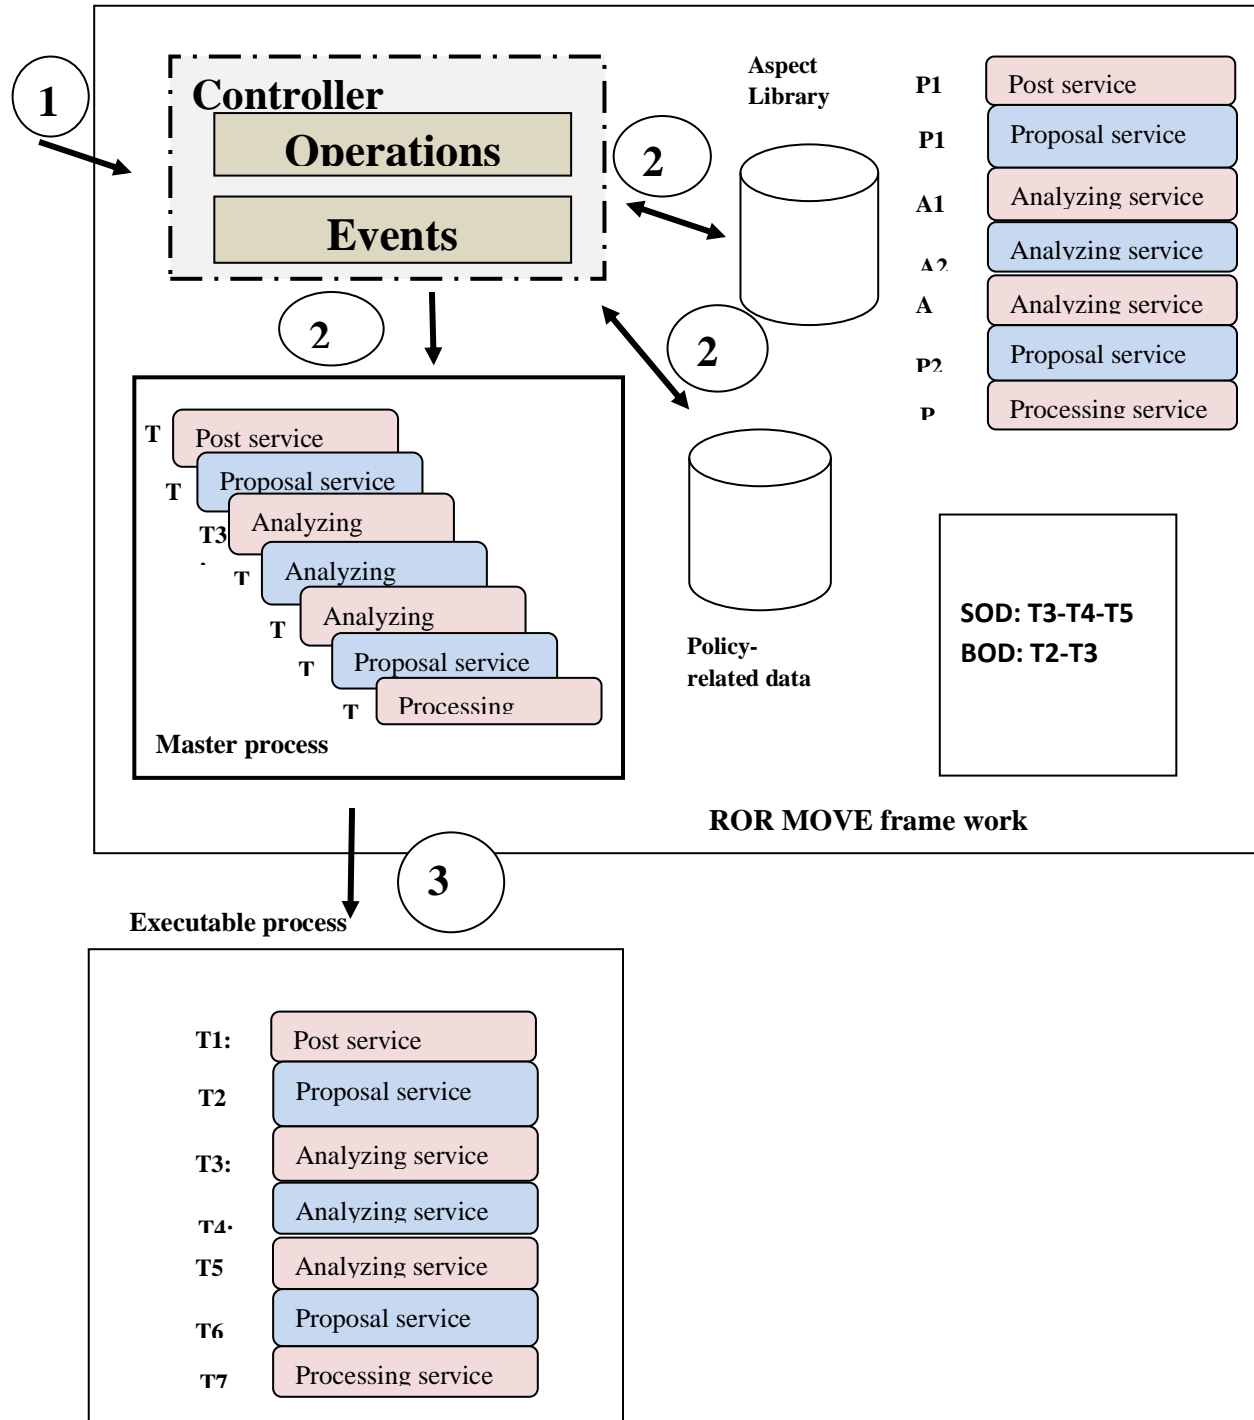 1
Controller
Operations
Events
2
Aspect
Library
P1
Post service
P1
Proposal service
A1
Analyzing service
A2
Analyzing service
A
Analyzing service
P2
Proposal service
P
Processing service
2
2
T
Post service
T
Proposal service
T3
Analyzing
T
Analyzing
T
Analyzing
T
Proposal service
T
Processing
Master process
Policy-
related data
SOD: T3-T4-T5
BOD: T2-T3
ROR MOVE frame work
3
Executable process
T1:
Post service
T2
Proposal service
T3:
Analyzing service
T4:
Analyzing service
T5
Analyzing service
T6
Proposal service
T7
Processing service